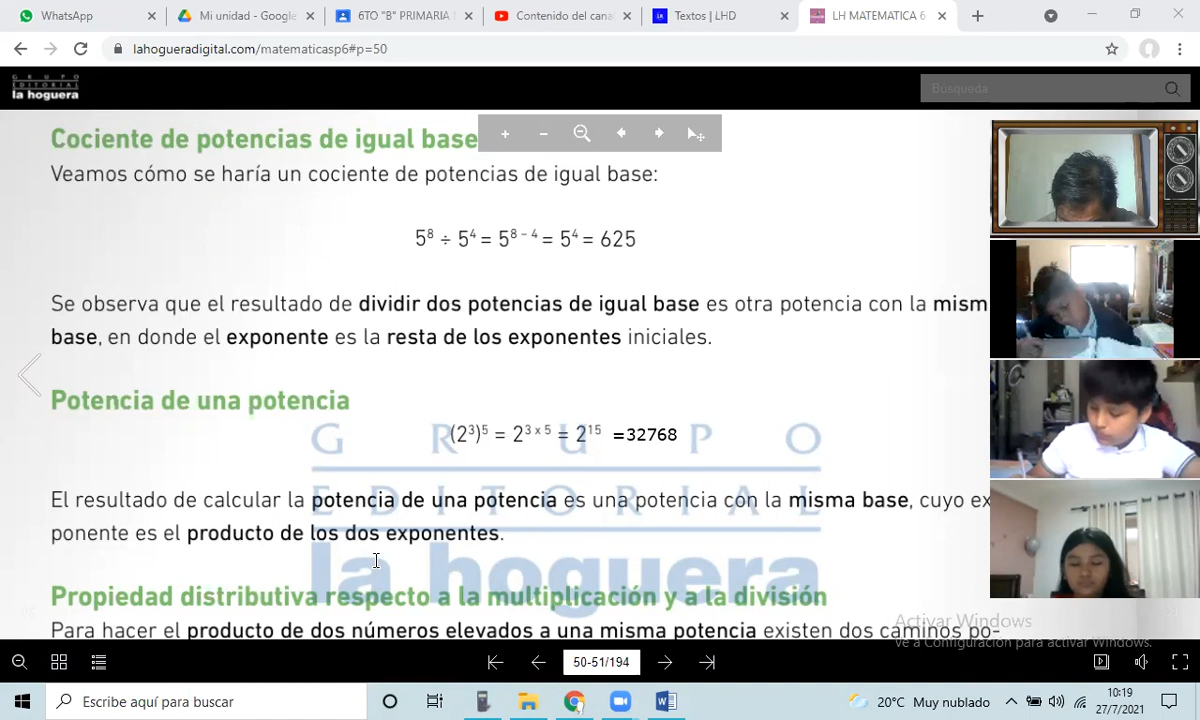 WhatsApp
Mi unidad - Google
6TO "B" PRIMARIA
Contenido del cana
Textos | LHD
LH MATEMATICA 6
lahogueradigital.com/matematicasp6#p=50
GRUPO
EDITORIAL
la hoguera
Búsqueda
Cociente de potencias de igual base
Veamos cómo se haría un cociente de potencias de igual base:
5⁸ ÷ 5⁴ = 5⁸⁻⁴ = 5⁴ = 625
Se observa que el resultado de dividir dos potencias de igual base es otra potencia con la mism
base, en donde el exponente es la resta de los exponentes iniciales.
Potencia de una potencia
(2³)⁵ = 2³ ˣ ⁵ = 2¹⁵ =32768
GRUPO
EDITORIAL
la hoguera
El resultado de calcular la potencia de una potencia es una potencia con la misma base, cuyo ex
ponente es el producto de los dos exponentes.
Propiedad distributiva respecto a la multiplicación y a la división
Para hacer el producto de dos números elevados a una misma potencia existen dos caminos po-
Activar Windows
Ve a Configuración para activar Windows.
50-51/194
Escribe aquí para buscar
20°C Muy nublado
10:19
27/7/2021